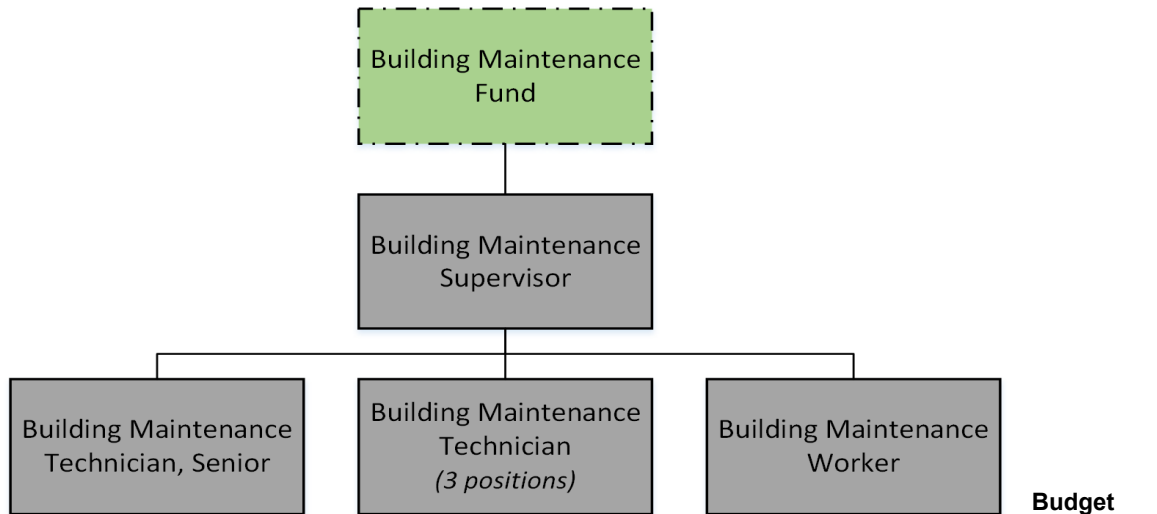 Building Maintenance
Fund
Building Maintenance
Supervisor
Building Maintenance
Technician, Senior
Building Maintenance
Technician
(3 positions)
Building Maintenance
Worker
Budget